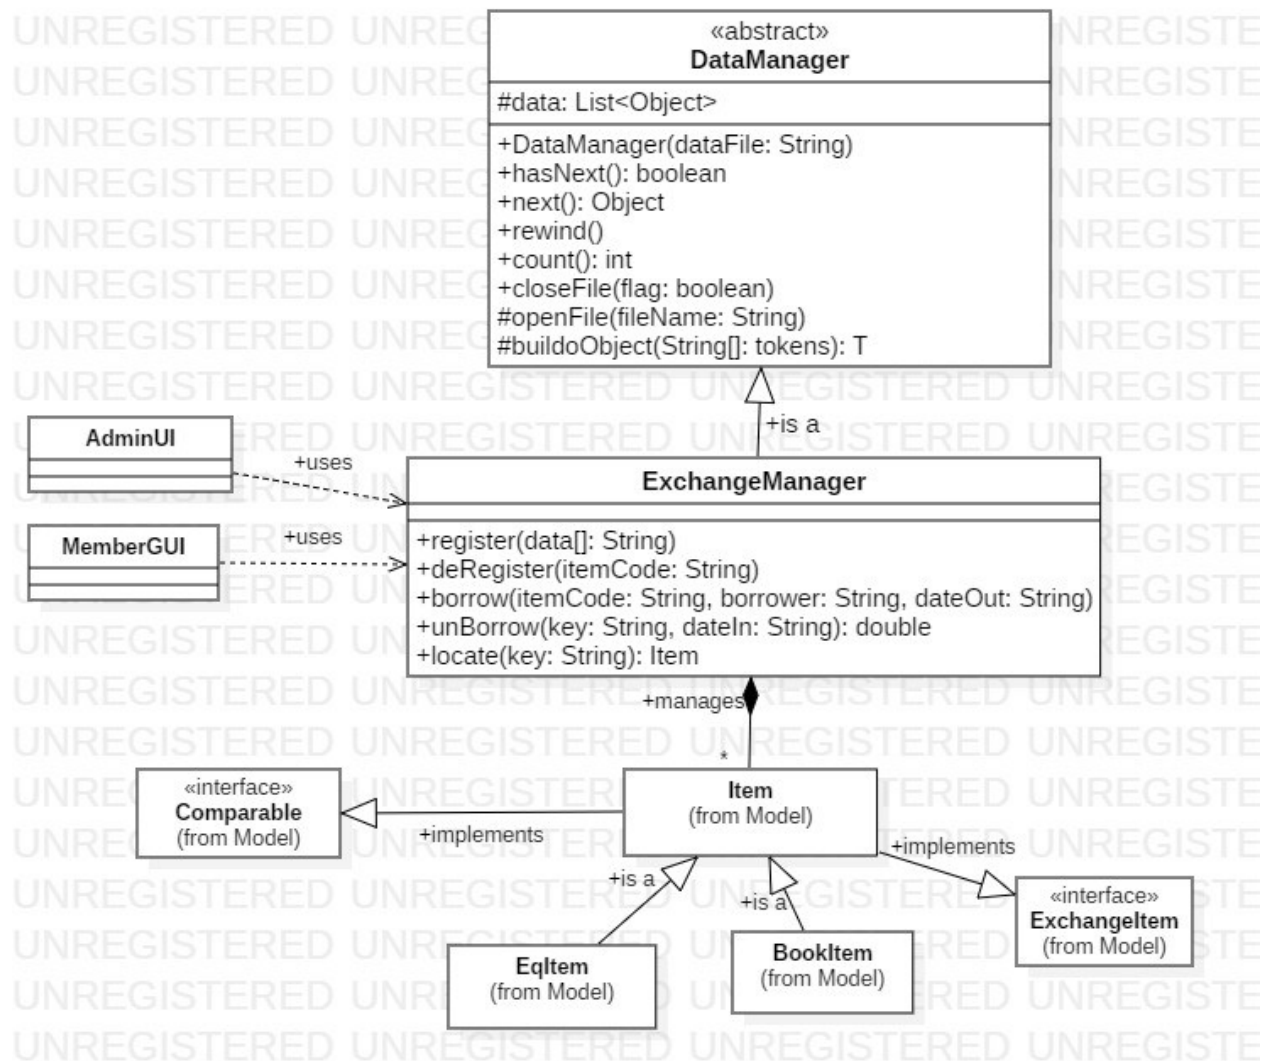 «abstract»
DataManager
#data: List<Object>
+DataManager(dataFile: String)
+hasNext(): boolean
+next(): Object
+rewind()
+count(): int
+closeFile(flag: boolean)
#openFile(fileName: String)
#buildoObject(String[]: tokens): T
+is a
AdminUI
+uses
MemberGUI
+uses
ExchangeManager
+register(data[]: String)
+deRegister(itemCode: String)
+borrow(itemCode: String, borrower: String, dateOut: String)
+unBorrow(key: String, dateIn: String): double
+locate(key: String): Item
+manages
*
«interface»
Comparable
(from Model)
+implements
Item
(from Model)
+implements
«interface»
ExchangeItem
(from Model)
+is a
+is a
EqItem
(from Model)
BookItem
(from Model)
UNREGISTERED